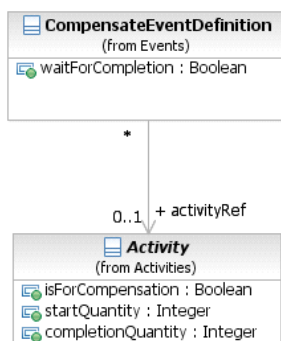 CompensateEventDefinition
(from Events)
waitForCompletion : Boolean
*
0..1
+ activityRef
Activity
(from Activities)
isForCompensation : Boolean
startQuantity : Integer
completionQuantity : Integer